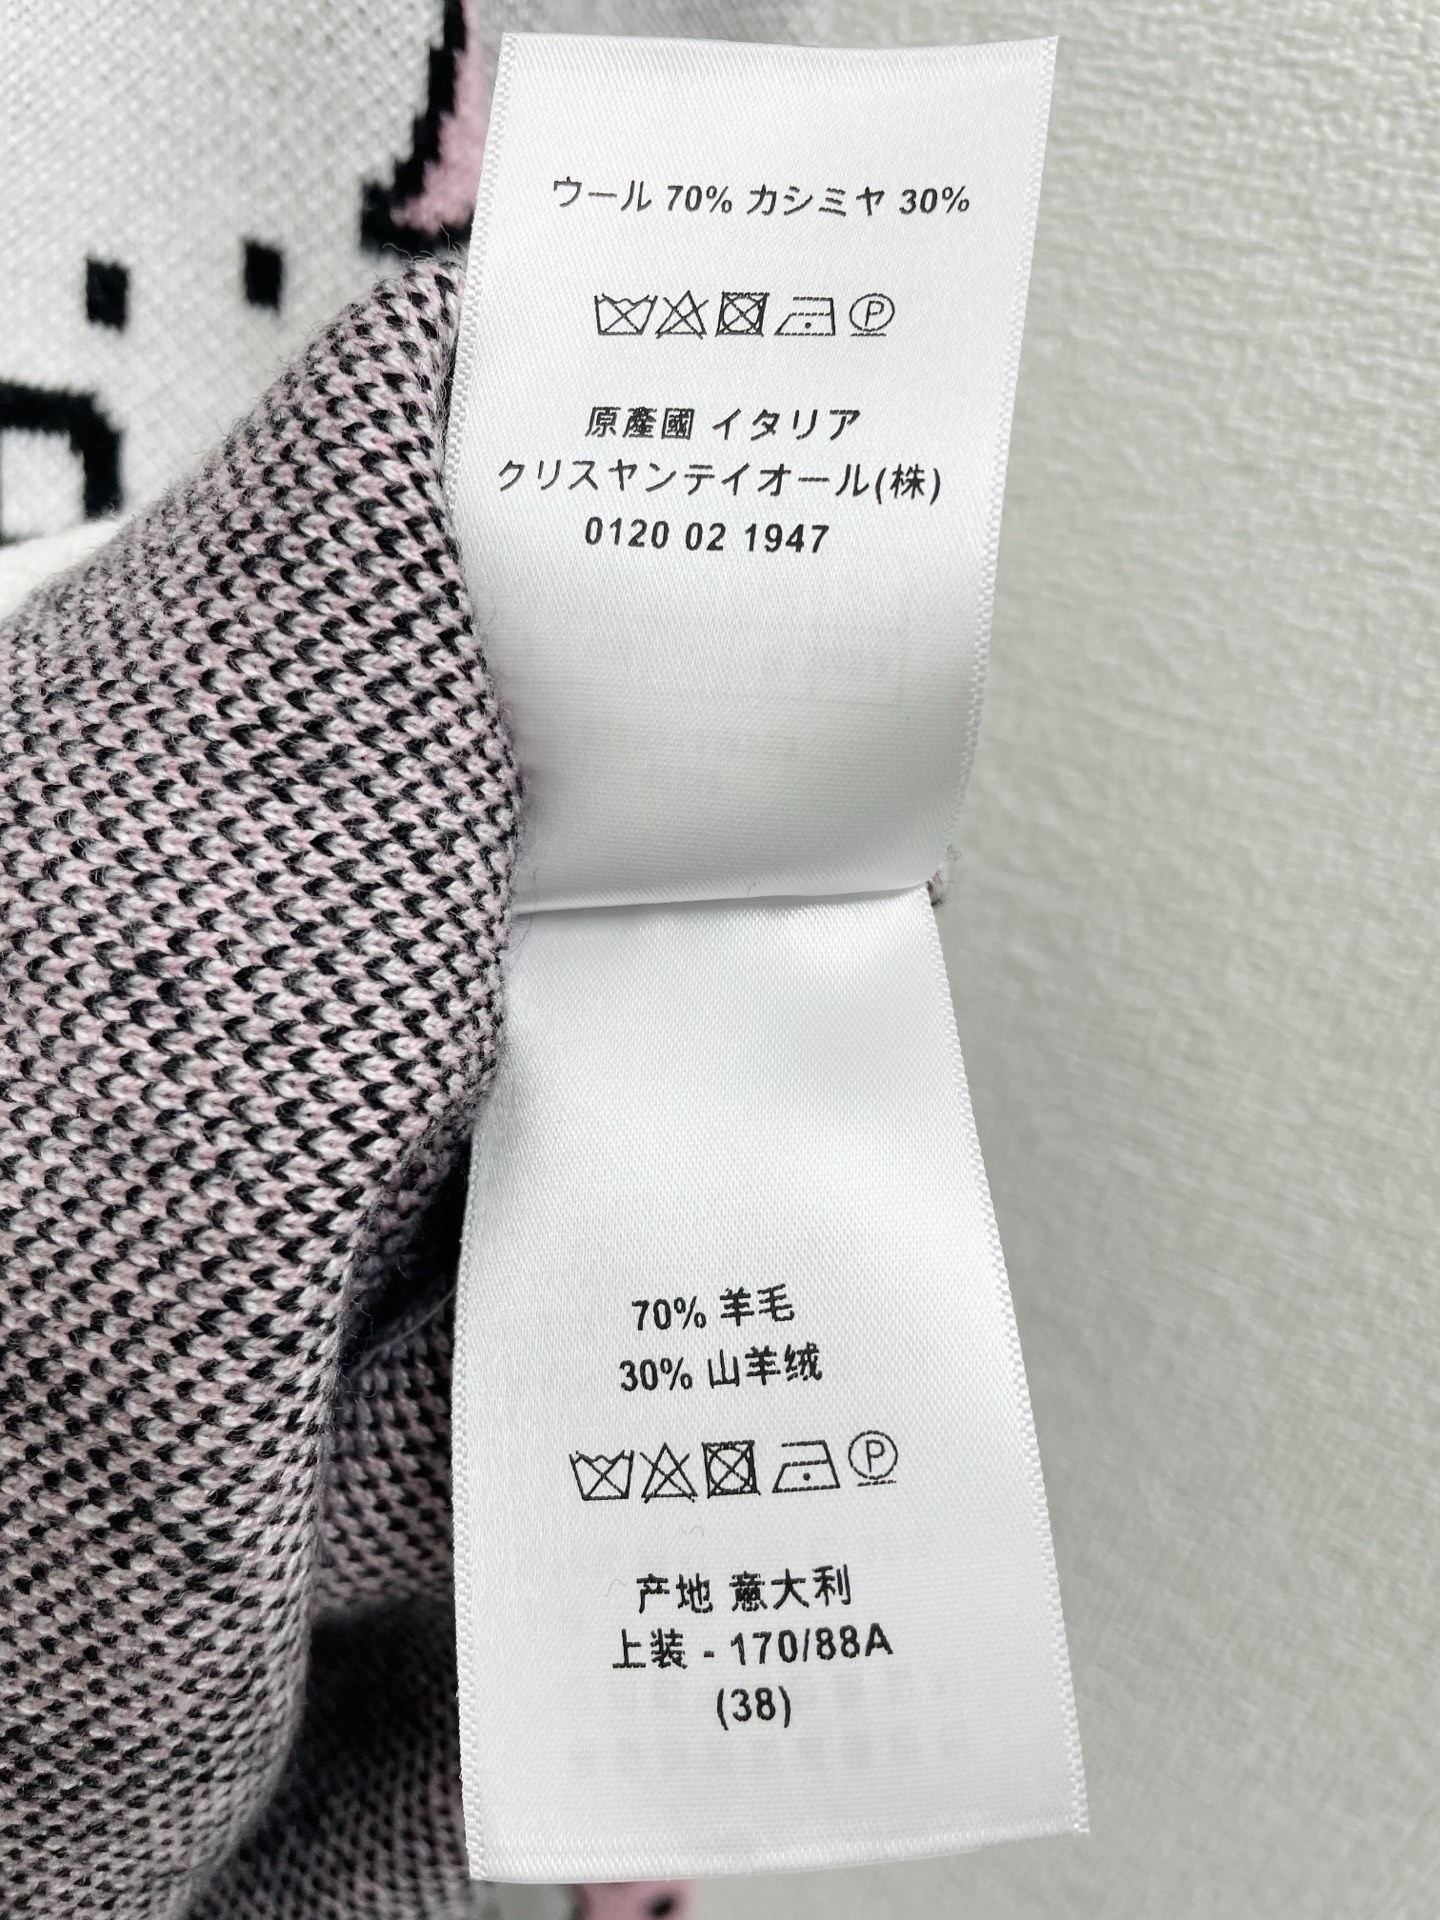 ウール 70% カシミヤ 30%
P
原產國 イタリア
クリスヤンテイオール(株)
0120 02 1947
70% 羊毛
30% 山羊绒
P
产地 意大利
上装 - 170/88A
(38)